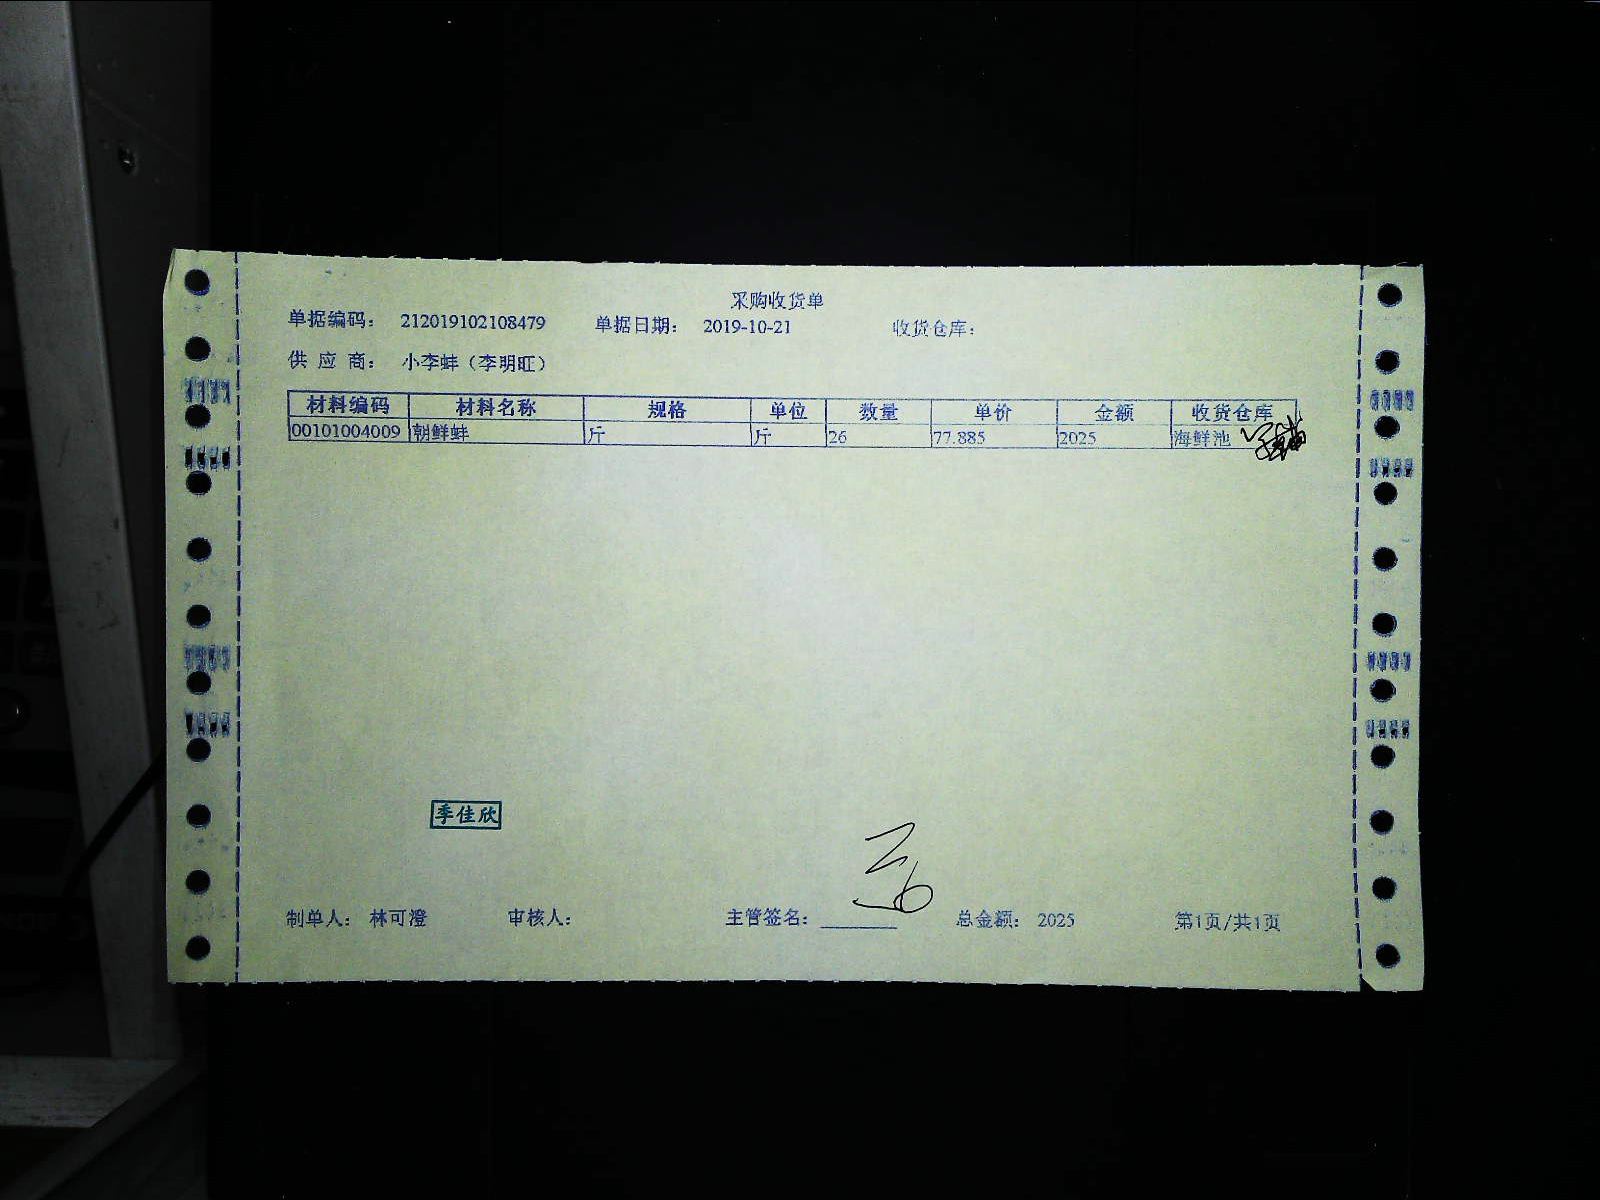 采购收货单
单据编码： 212019102108479 单据日期： 2019-10-21 收货仓库：
供 应 商： 小李蚌（李明旺）
材料编码 材料名称 规格 单位 数量 单价 金额 收货仓库
00101004009 朝鲜蚌 斤 斤 26 77.885 2025 海鲜池
季佳欣
制单人： 林可澄 审核人： 主管签名： 总金额： 2025 第1页/共1页